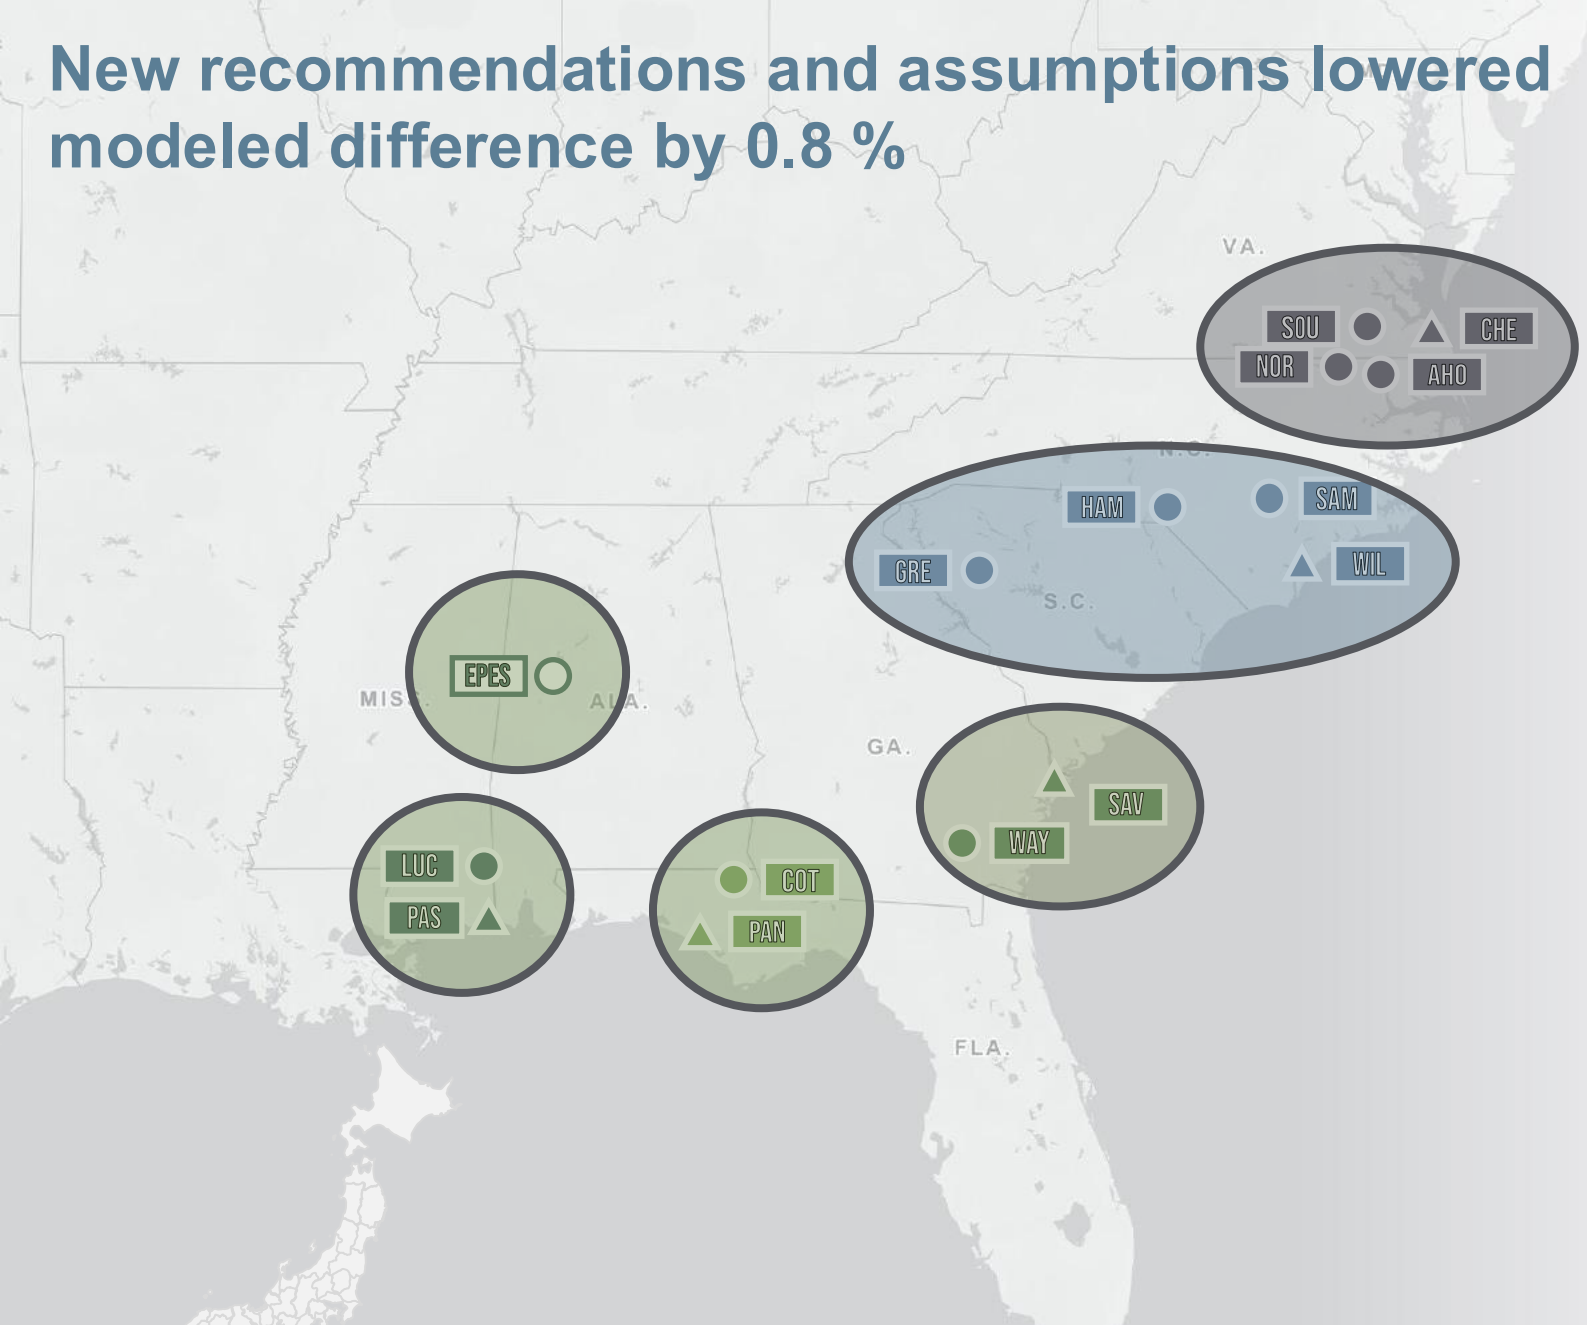 New recommendations and assumptions lowered
modeled difference by 0.8 %
VA.
SOU
CHE
NOR
AHO
N.C.
HAM
SAM
GRE
WIL
S.C.
EPES
MISS.
ALA.
GA.
SAV
WAY
LUC
COT
PAS
PAN
FLA.